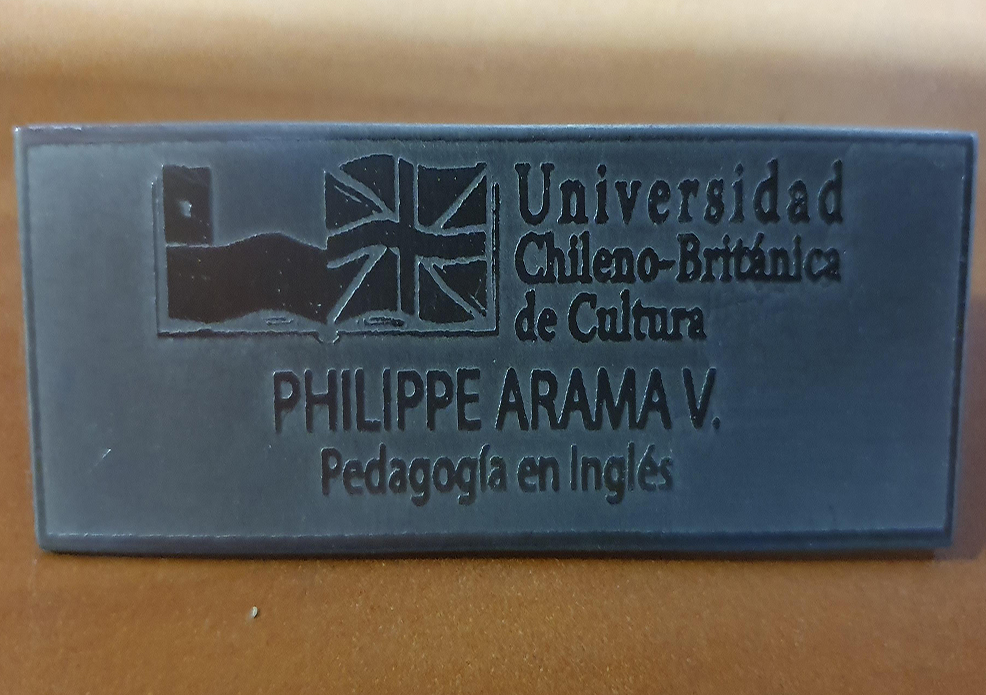 Universidad
Chileno-Británica
de Cultura
PHILIPPE ARAMA V.
Pedagogía en Inglés